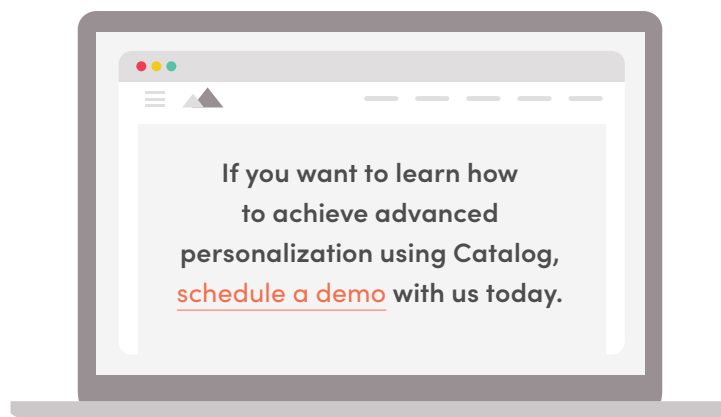 If you want to learn how
to achieve advanced
personalization using Catalog,
schedule a demo with us today.